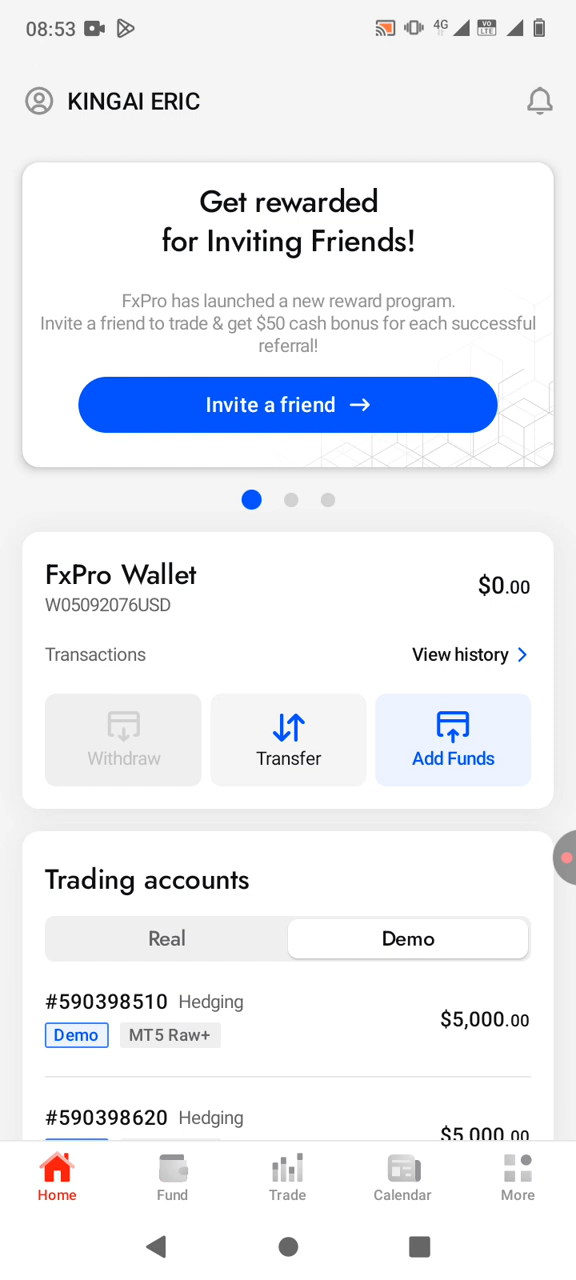 08:53
4G
VO
LTE
KINGAI ERIC
Get rewarded
for Inviting Friends!
FxPro has launched a new reward program.
Invite a friend to trade & get $50 cash bonus for each successful
referral!
Invite a friend →
FxPro Wallet
$0.00
W05092076USD
Transactions
View history
Withdraw
Transfer
Add Funds
Trading accounts
Real
Demo
#590398510 Hedging
$5,000.00
Demo
MT5 Raw+
#590398620 Hedging
$5,000.00
Home
Fund
Trade
Calendar
More